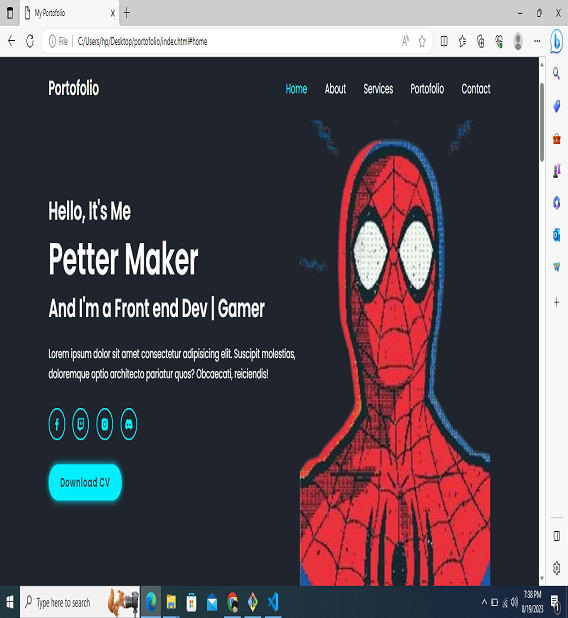 My Portofolio
File | C:/Users/hp/Desktop/portofolio/index.html#home
Portofolio
Home About Services Portofolio Contact
Hello, It's Me
Petter Maker
And I'm a Front end Dev | Gamer
Lorem ipsum dolor sit amet consectetur adipisicing elit. Suscipit molestias,
doloremque optio architecto pariatur quos? Obcaecati, reiciendis!
Download CV
Type here to search
7:38 PM
8/19/2023